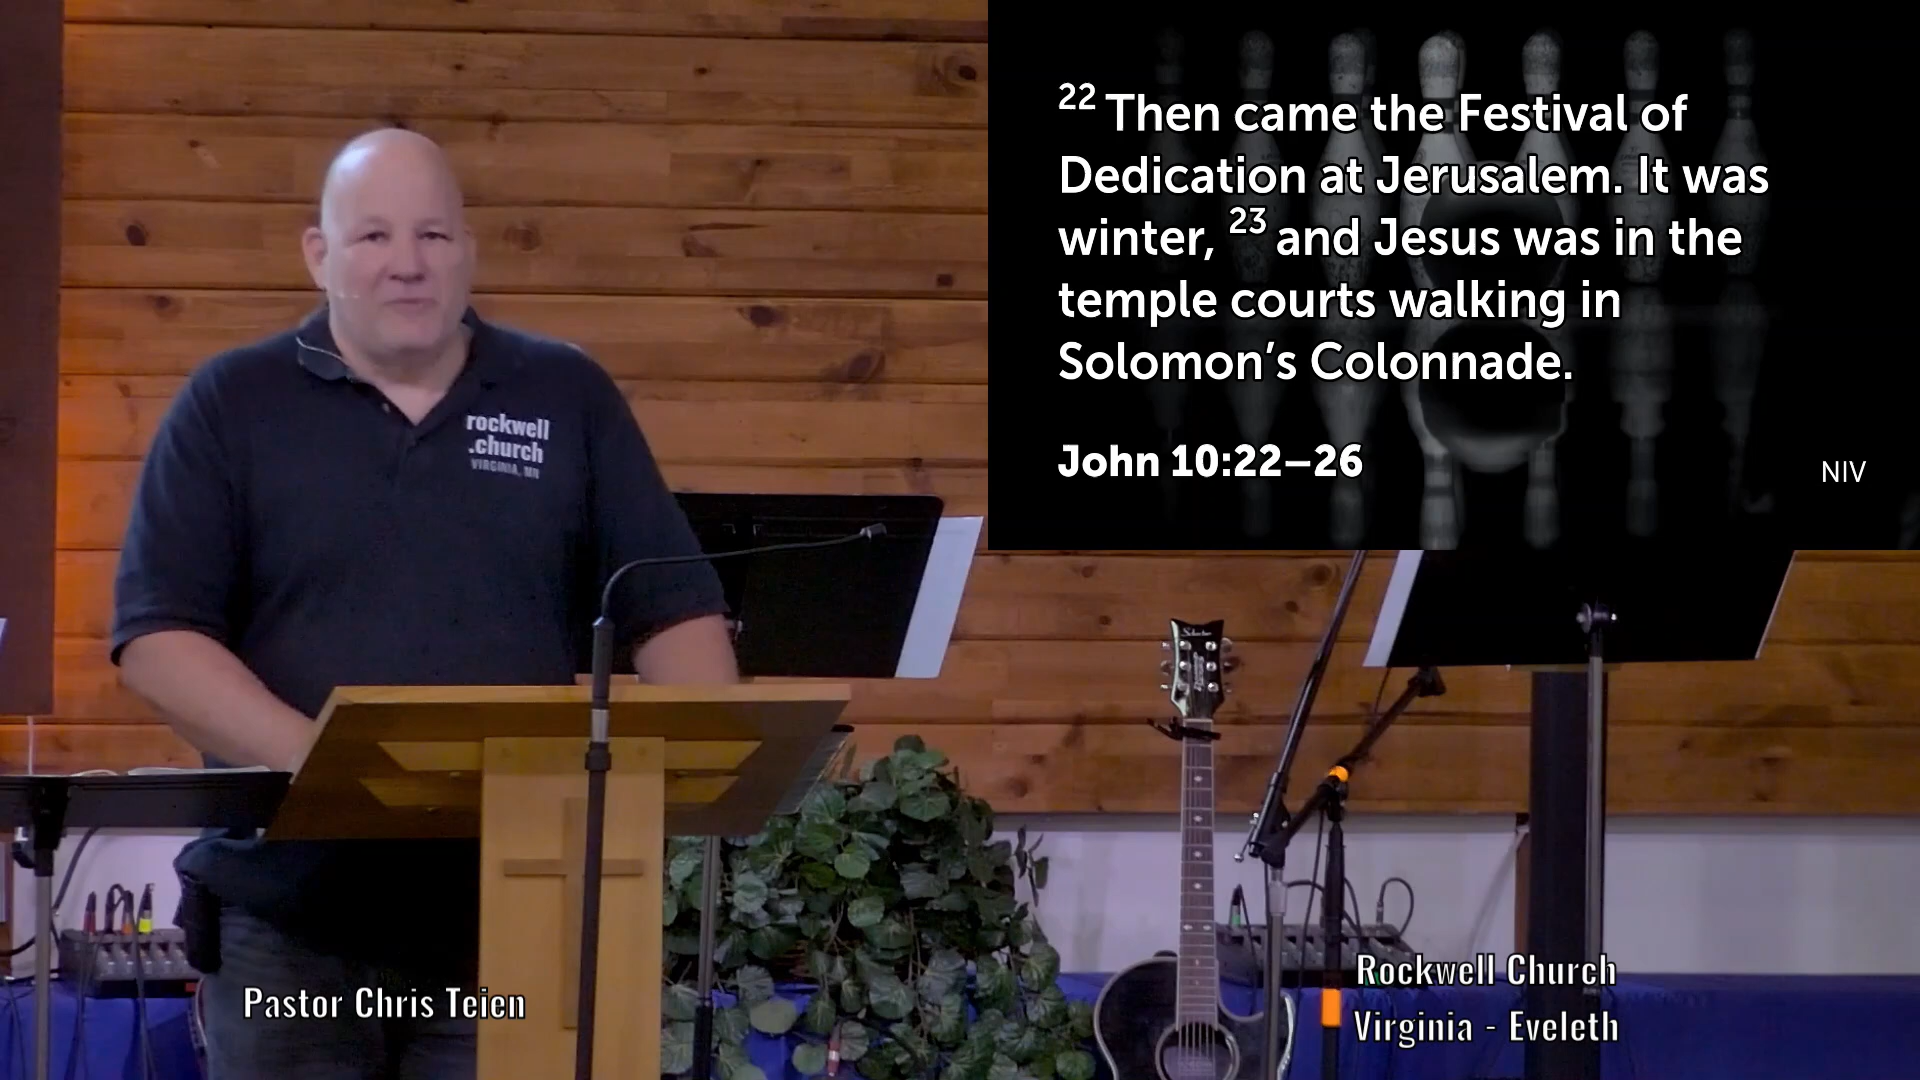 22 Then came the Festival of
Dedication at Jerusalem. It was
winter, 23 and Jesus was in the
temple courts walking in
Solomon’s Colonnade.
John 10:22–26
NIV
rockwell
.church
VIRGINIA, MN
Pastor Chris Teien
Rockwell Church
Virginia - Eveleth